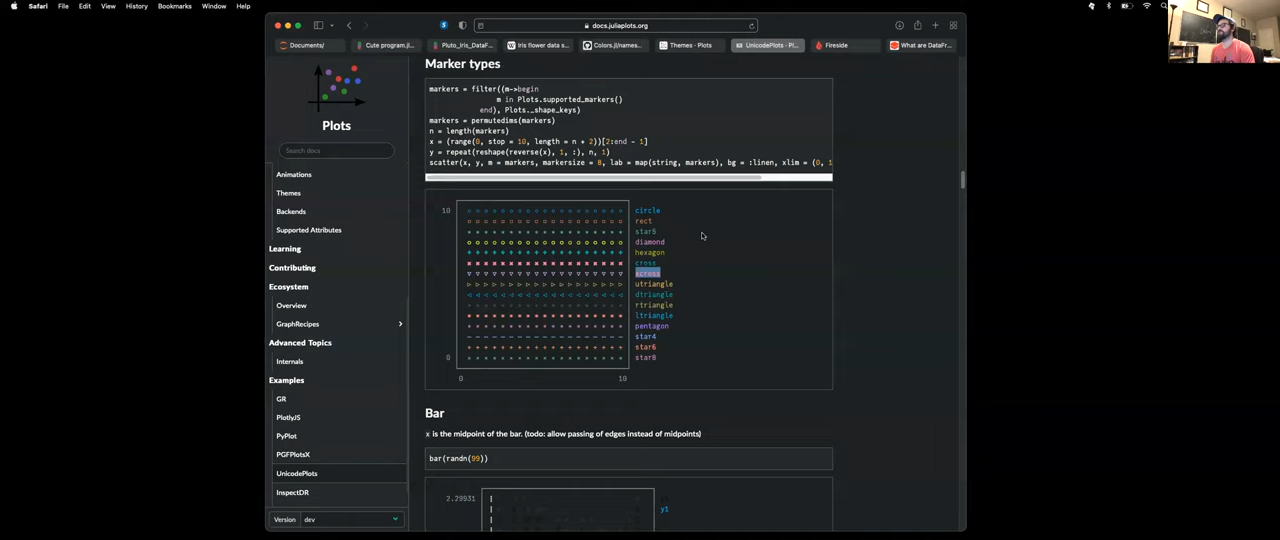 Safari File Edit View History Bookmarks Window Help
docs.juliaplots.org
Documents/ Cute program.jl... Pluto_Iris_DataF... Iris flower data s... Colors.jl/names... Themes - Plots UnicodePlots · Pl... Fireside What are DataFr...
Plots
Search docs
Animations
Themes
Backends
Supported Attributes
Learning
Contributing
Ecosystem
Overview
GraphRecipes
Advanced Topics
Internals
Examples
GR
PlotlyJS
PyPlot
PGFPlotsX
UnicodePlots
InspectDR
Version dev
Marker types
markers = filter((m->begin
m in Plots.supported_markers()
end), Plots._shape_keys)
markers = permutedims(markers)
n = length(markers)
x = (range(0, stop = 10, length = n + 2))[2:end - 1]
y = repeat(reshape(reverse(x), 1, :), n, 1)
scatter(x, y, m = markers, markersize = 8, lab = map(string, markers), bg = :linen, xlim = (0, 1
10
circle
rect
star5
diamond
hexagon
cross
xcross
utriangle
dtriangle
rtriangle
ltriangle
pentagon
star4
star6
0
star8
0 10
Bar
x is the midpoint of the bar. (todo: allow passing of edges instead of midpoints)
bar(randn(99))
2.29931
y1